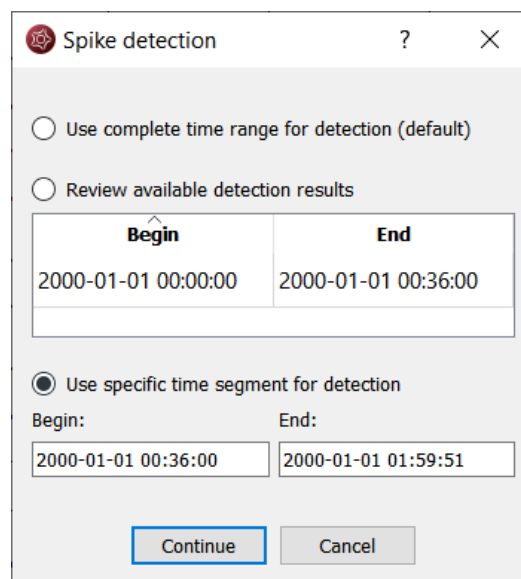 Spike detection ?
Use complete time range for detection (default)
Review available detection results
Begin End
2000-01-01 00:00:00 2000-01-01 00:36:00
Use specific time segment for detection
Begin: End:
2000-01-01 00:36:00 2000-01-01 01:59:51
Continue Cancel